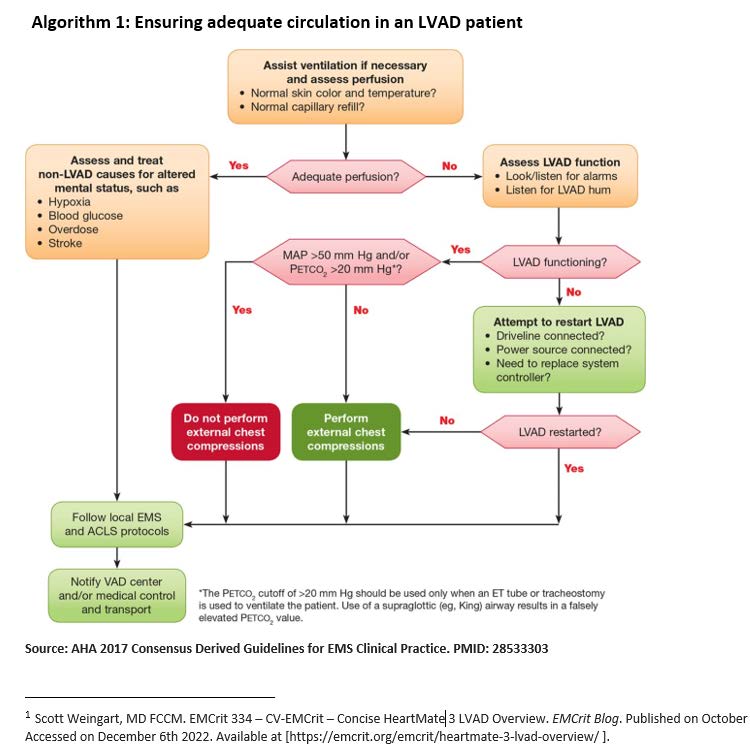 Algorithm 1: Ensuring adequate circulation in an LVAD patient
Assist ventilation if necessary
and assess perfusion
• Normal skin color and temperature?
• Normal capillary refill?
Assess and treat
non-LVAD causes for altered
mental status, such as
• Hypoxia
• Blood glucose
• Overdose
• Stroke
Yes
Adequate perfusion?
No
Assess LVAD function
• Look/listen for alarms
• Listen for LVAD hum
MAP >50 mm Hg and/or
PETCO2 >20 mm Hg*?
Yes
LVAD functioning?
No
Yes
No
Attempt to restart LVAD
• Driveline connected?
• Power source connected?
• Need to replace system
controller?
Do not perform
external chest
compressions
Perform
external chest
compressions
No
LVAD restarted?
Yes
Follow local EMS
and ACLS protocols
Notify VAD center
and/or medical control
and transport
*The PETCO2 cutoff of >20 mm Hg should be used only when an ET tube or tracheostomy
is used to ventilate the patient. Use of a supraglottic (eg, King) airway results in a falsely
elevated PETCO2 value.
Source: AHA 2017 Consensus Derived Guidelines for EMS Clinical Practice. PMID: 28533303
1 Scott Weingart, MD FCCM. EMCrit 334 – CV-EMCrit – Concise HeartMate 3 LVAD Overview. EMCrit Blog. Published on October
Accessed on December 6th 2022. Available at [https://emcrit.org/emcrit/heartmate-3-lvad-overview/ ].